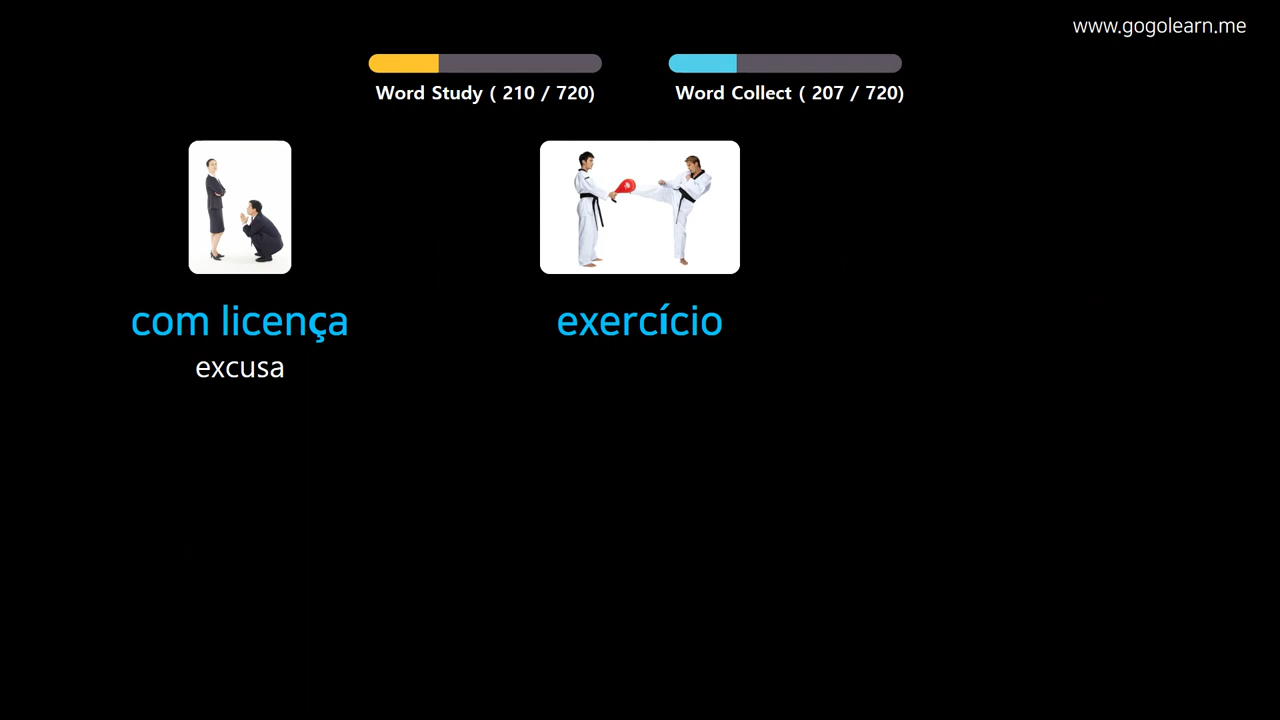 www.gogolearn.me
Word Study ( 210 / 720)
Word Collect ( 207 / 720)
com licença
exercício
excusa